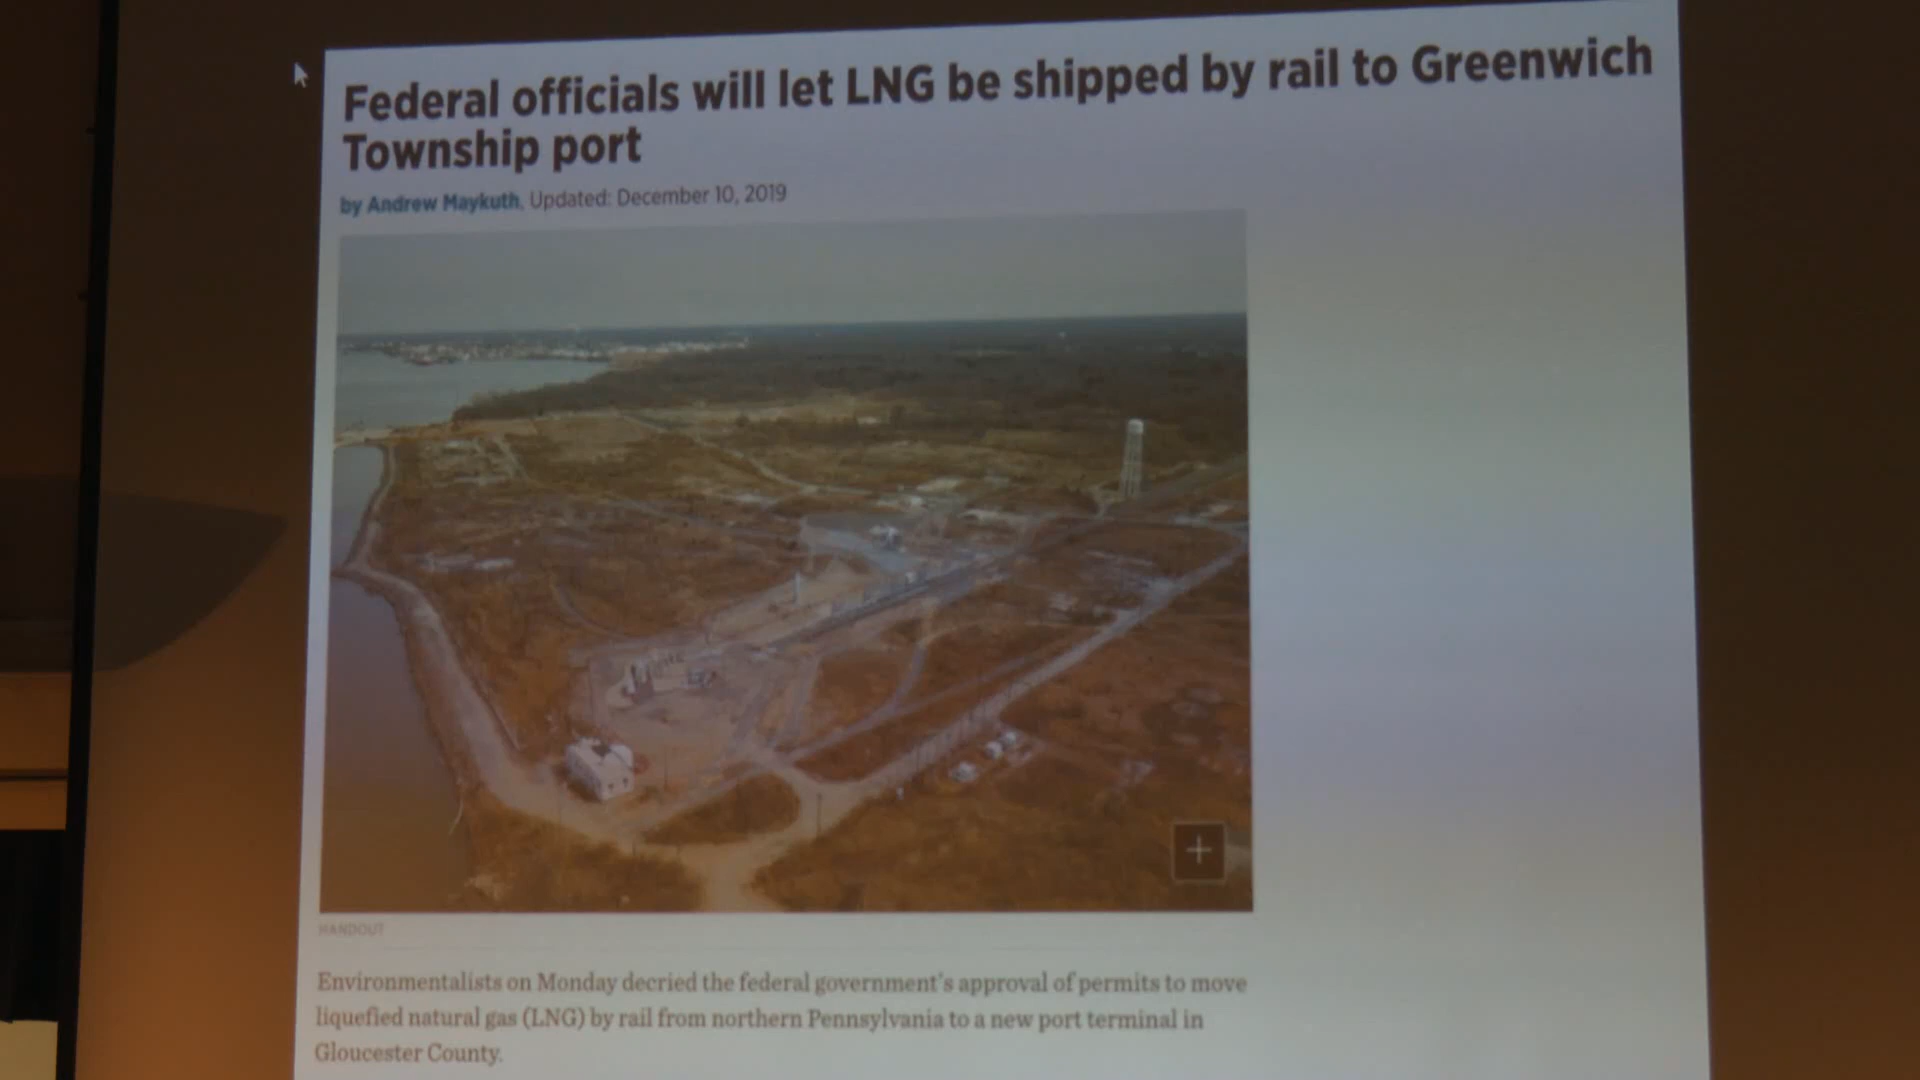 Federal officials will let LNG be shipped by rail to Greenwich
Township port
by Andrew Maykuth, Updated: December 10, 2019
HANDOUT
Environmentalists on Monday decried the federal government's approval of permits to move
liquefied natural gas (LNG) by rail from northern Pennsylvania to a new port terminal in
Gloucester County.